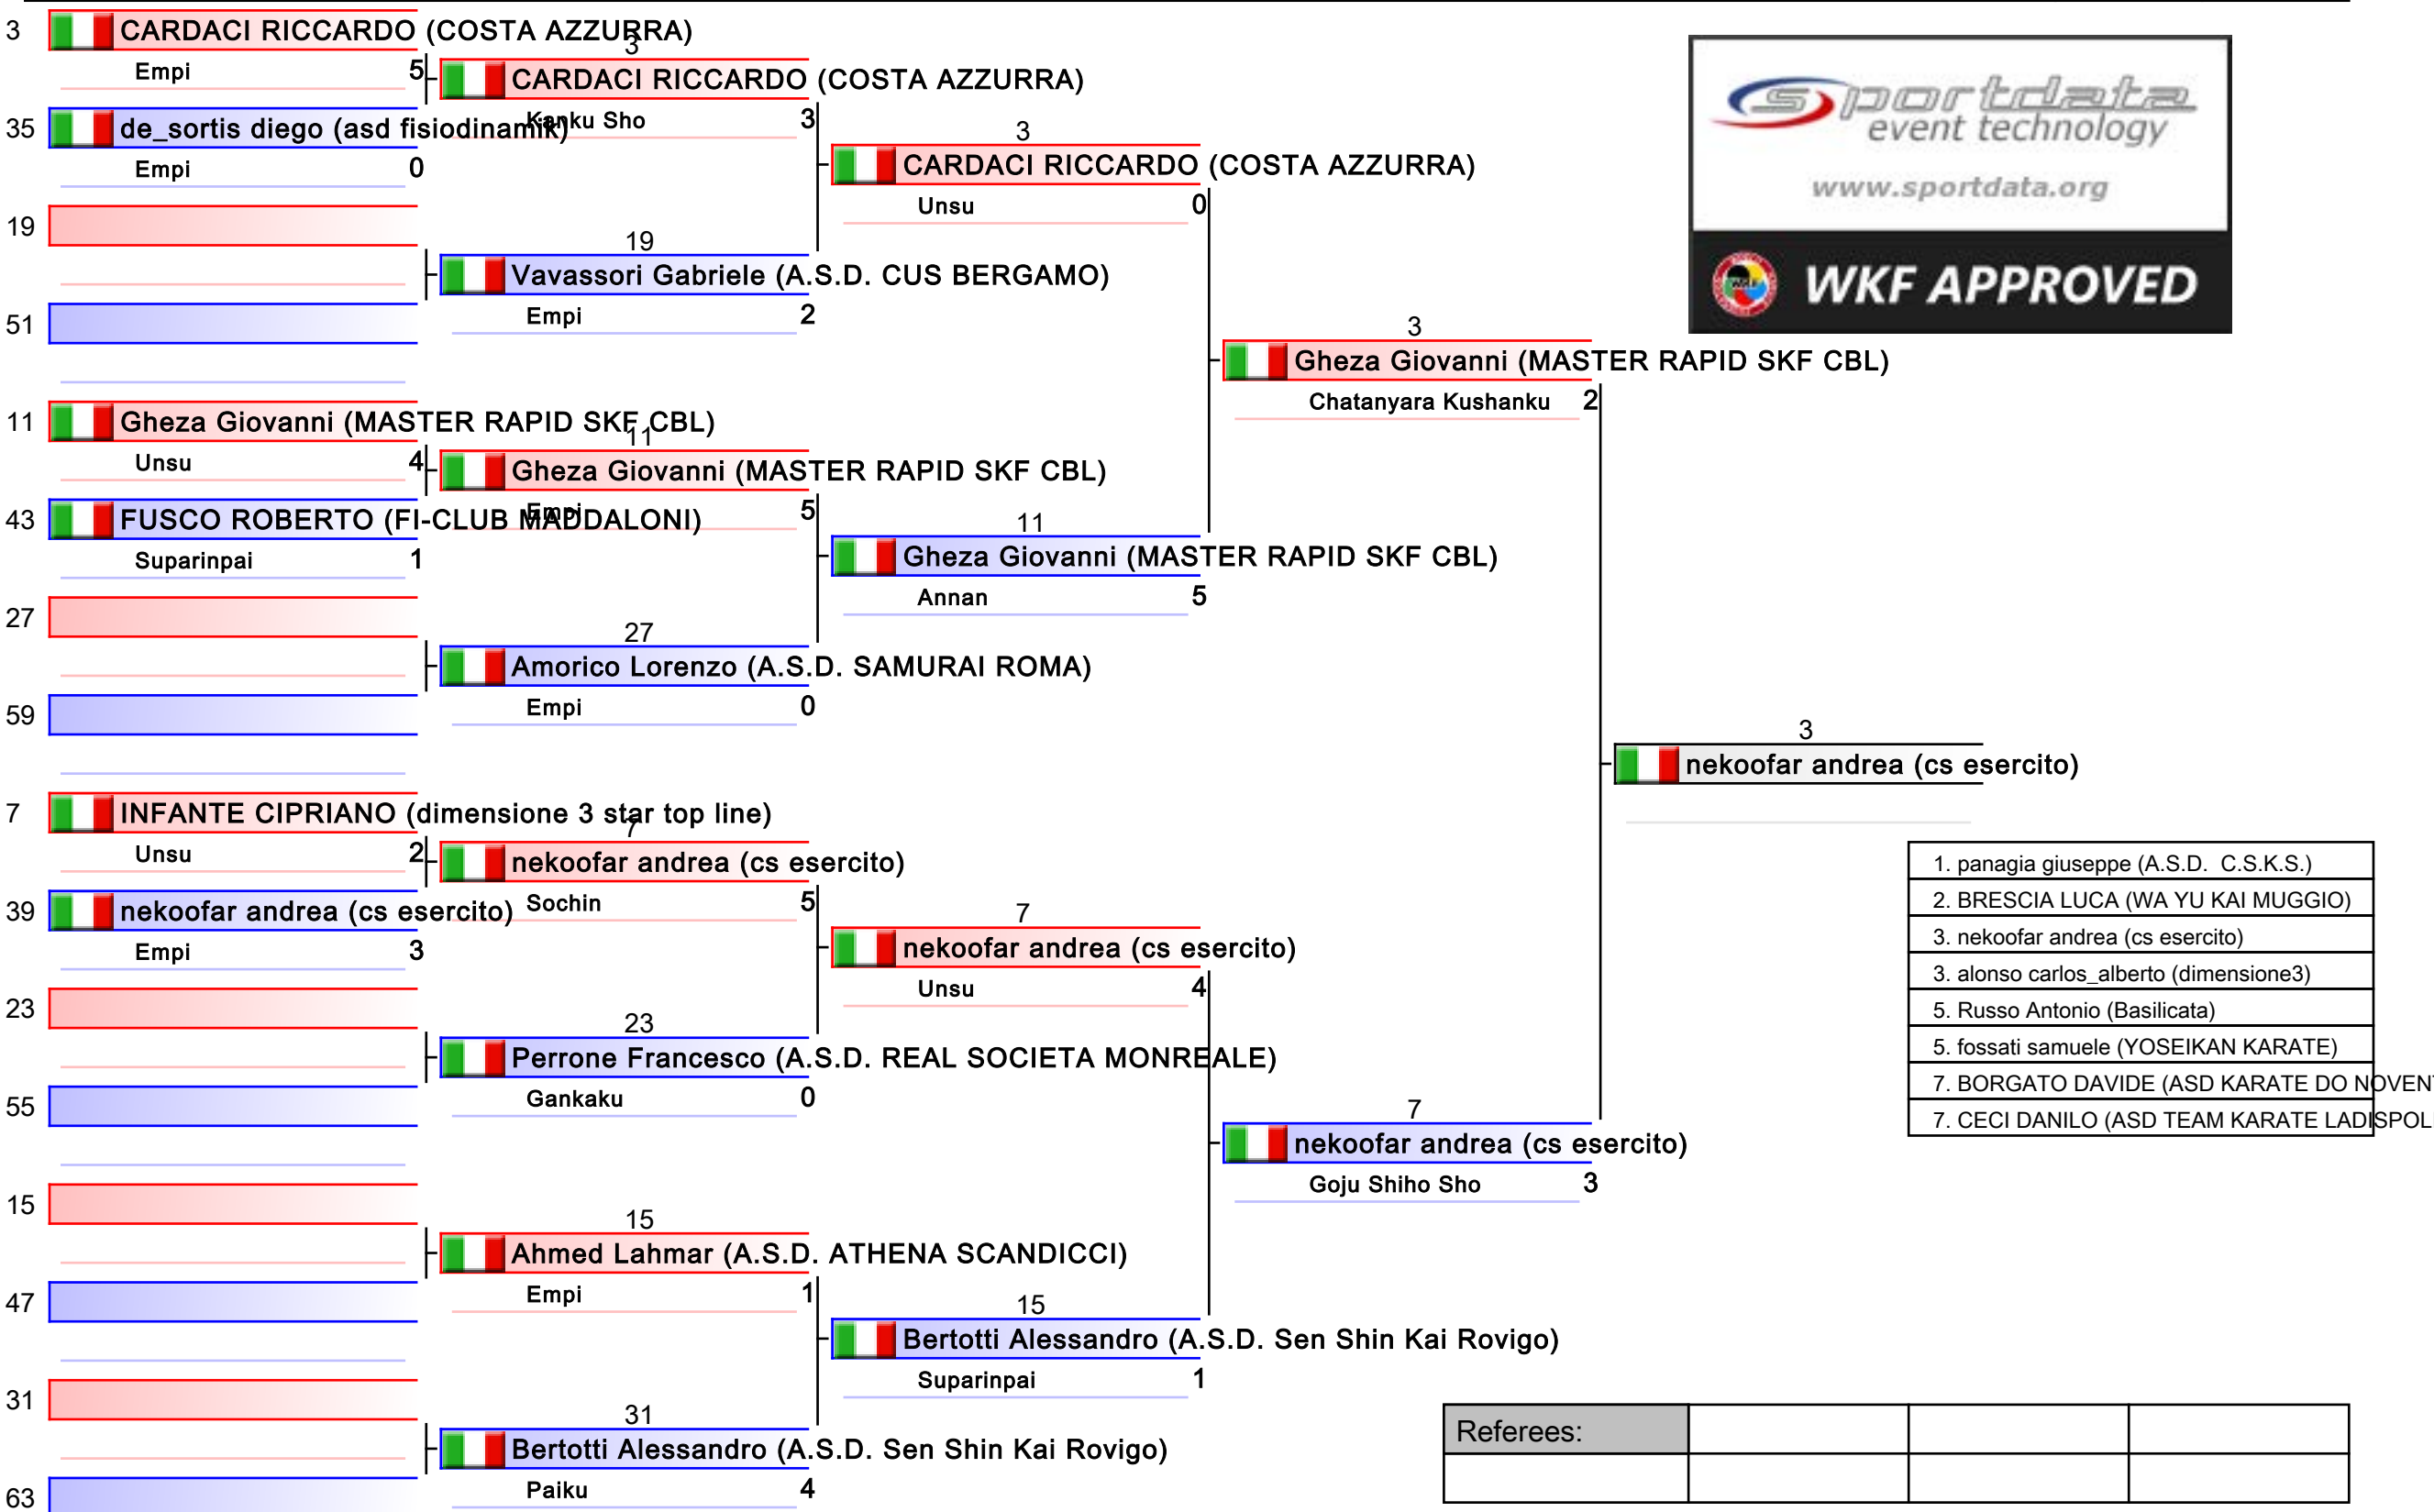 3 CARDACI RICCARDO (COSTA AZZURRA)
Empi 5
35 de_sortis diego (asd fisiodinamik)
Empi 0
19
51
11 Gheza Giovanni (MASTER RAPID SKF CBL)
Unsu 4
43 FUSCO ROBERTO (FI-CLUB MADDALONI)
Suparinpai 1
27
59
7 INFANTE CIPRIANO (dimensione 3 star top line)
Unsu 2
39 nekoofar andrea (cs esercito)
Empi 3
23
55
15
47
31
63
3
CARDACI RICCARDO (COSTA AZZURRA)
Kanku Sho 3
19
Vavassori Gabriele (A.S.D. CUS BERGAMO)
Empi 2
11
Gheza Giovanni (MASTER RAPID SKF CBL)
Empi 5
27
Amorico Lorenzo (A.S.D. SAMURAI ROMA)
Empi 0
7
nekoofar andrea (cs esercito)
Sochin 5
23
Perrone Francesco (A.S.D. REAL SOCIETA MONREALE)
Gankaku 0
15
Ahmed Lahmar (A.S.D. ATHENA SCANDICCI)
Empi 1
31
Bertotti Alessandro (A.S.D. Sen Shin Kai Rovigo)
Paiku 4
3
CARDACI RICCARDO (COSTA AZZURRA)
Unsu 0
11
Gheza Giovanni (MASTER RAPID SKF CBL)
Annan 5
7
nekoofar andrea (cs esercito)
Unsu 4
15
Bertotti Alessandro (A.S.D. Sen Shin Kai Rovigo)
Suparinpai 1
3
Gheza Giovanni (MASTER RAPID SKF CBL)
Chatanyara Kushanku 2
7
nekoofar andrea (cs esercito)
Goju Shiho Sho 3
3
nekoofar andrea (cs esercito)
sportdata
event technology
www.sportdata.org
WKF APPROVED
1. panagia giuseppe (A.S.D. C.S.K.S.)
2. BRESCIA LUCA (WA YU KAI MUGGIO)
3. nekoofar andrea (cs esercito)
3. alonso carlos_alberto (dimensione3)
5. Russo Antonio (Basilicata)
5. fossati samuele (YOSEIKAN KARATE)
7. BORGATO DAVIDE (ASD KARATE DO NOVEN
7. CECI DANILO (ASD TEAM KARATE LADISPOL
Referees: